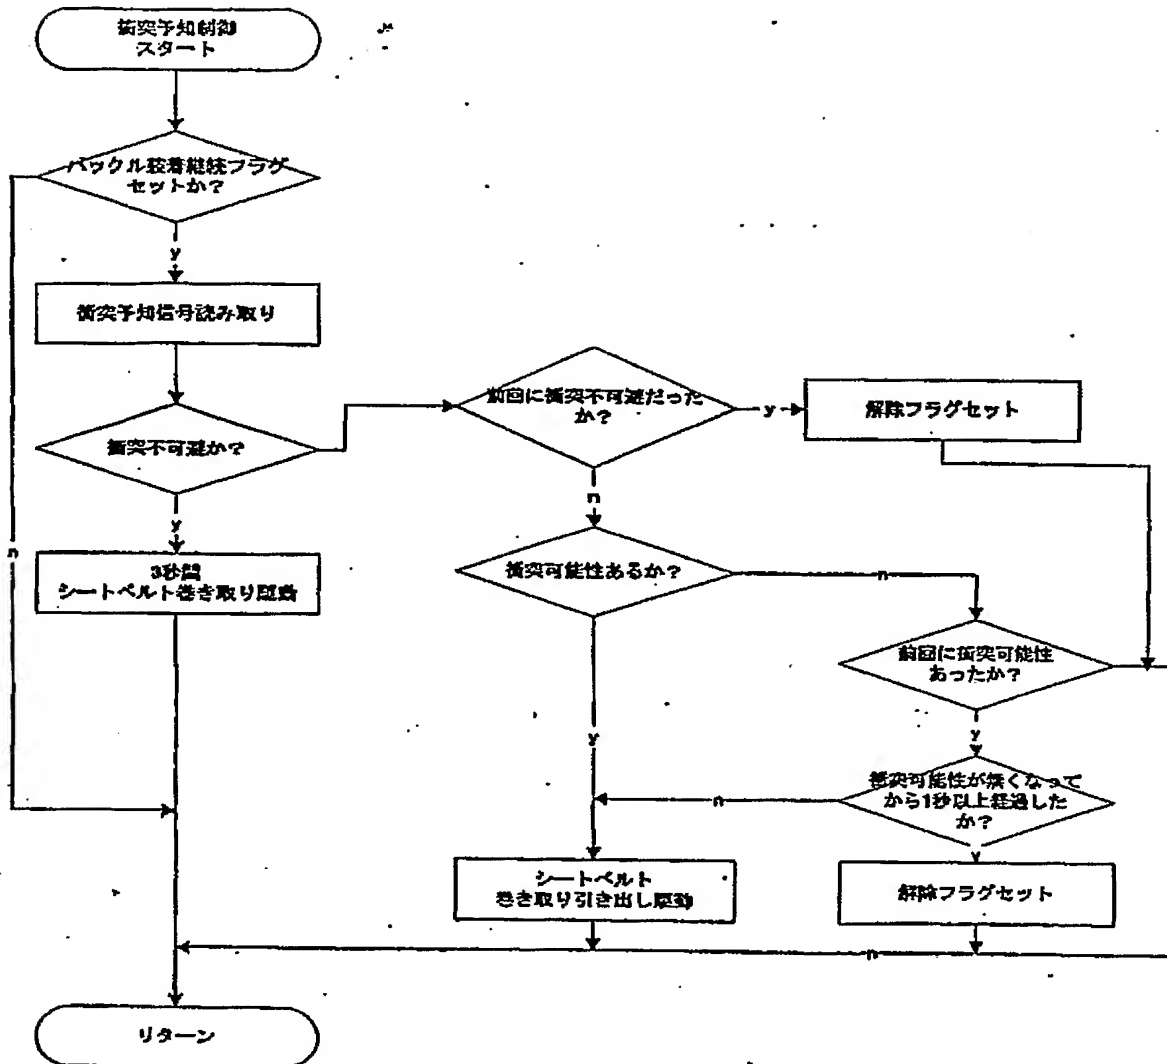 衝突予知制御
スタート
バックル装着継続フラグ
セットか？
y
衝突予知信号読み取り
衝突不可避か？
y
n
3秒間
シートベルト巻き取り駆動
前回に衝突不可避だった
か？
y
解除フラグセット
n
衝突可能性あるか？
n
前回に衝突可能性
あったか？
y
y
衝突可能性が無くなって
から1秒以上経過した
か？
n
y
シートベルト
巻き取り引き出し駆動
解除フラグセット
n
リターン